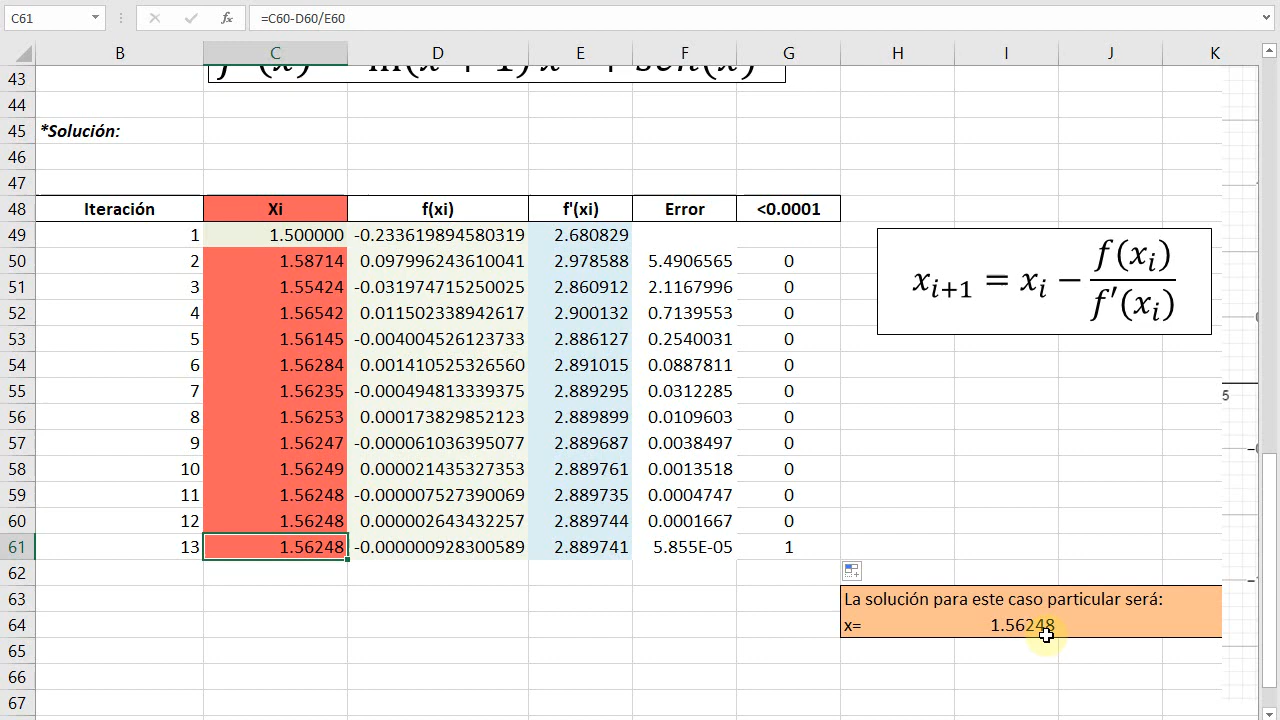 C61 fx =C60-D60/E60
B C D E F G H I J K
43
44
45 *Solución:
46
47
48 Iteración Xi f(xi) f'(xi) Error <0.0001
49 1 1.500000 -0.233619894580319 2.680829
50 2 1.58714 0.097796243610041 2.978588 5.4906565 0
51 3 1.55424 -0.031974715250025 2.860912 2.1167996 0
52 4 1.56542 0.011502338942617 2.900132 0.7139553 0
53 5 1.56145 -0.004004526123733 2.886127 0.2540031 0
54 6 1.56284 0.001410525326560 2.891015 0.0887811 0
55 7 1.56235 -0.000494813339375 2.889295 0.0312285 0
56 8 1.56253 0.000173829852123 2.889899 0.0109603 0
57 9 1.56247 -0.000061036395077 2.889687 0.0038497 0
58 10 1.56249 0.000021435327353 2.889761 0.0013518 0
59 11 1.56248 -0.000007527390069 2.889735 0.0004747 0
60 12 1.56248 0.000002643432257 2.889744 0.0001667 0
61 13 1.56248 -0.000000928300589 2.889741 5.855E-05 1
x_{i+1} = x_i − f(x_i) / f'(x_i)
5
62
63 La solución para este caso particular será:
64 x= 1.56248
65
66
67